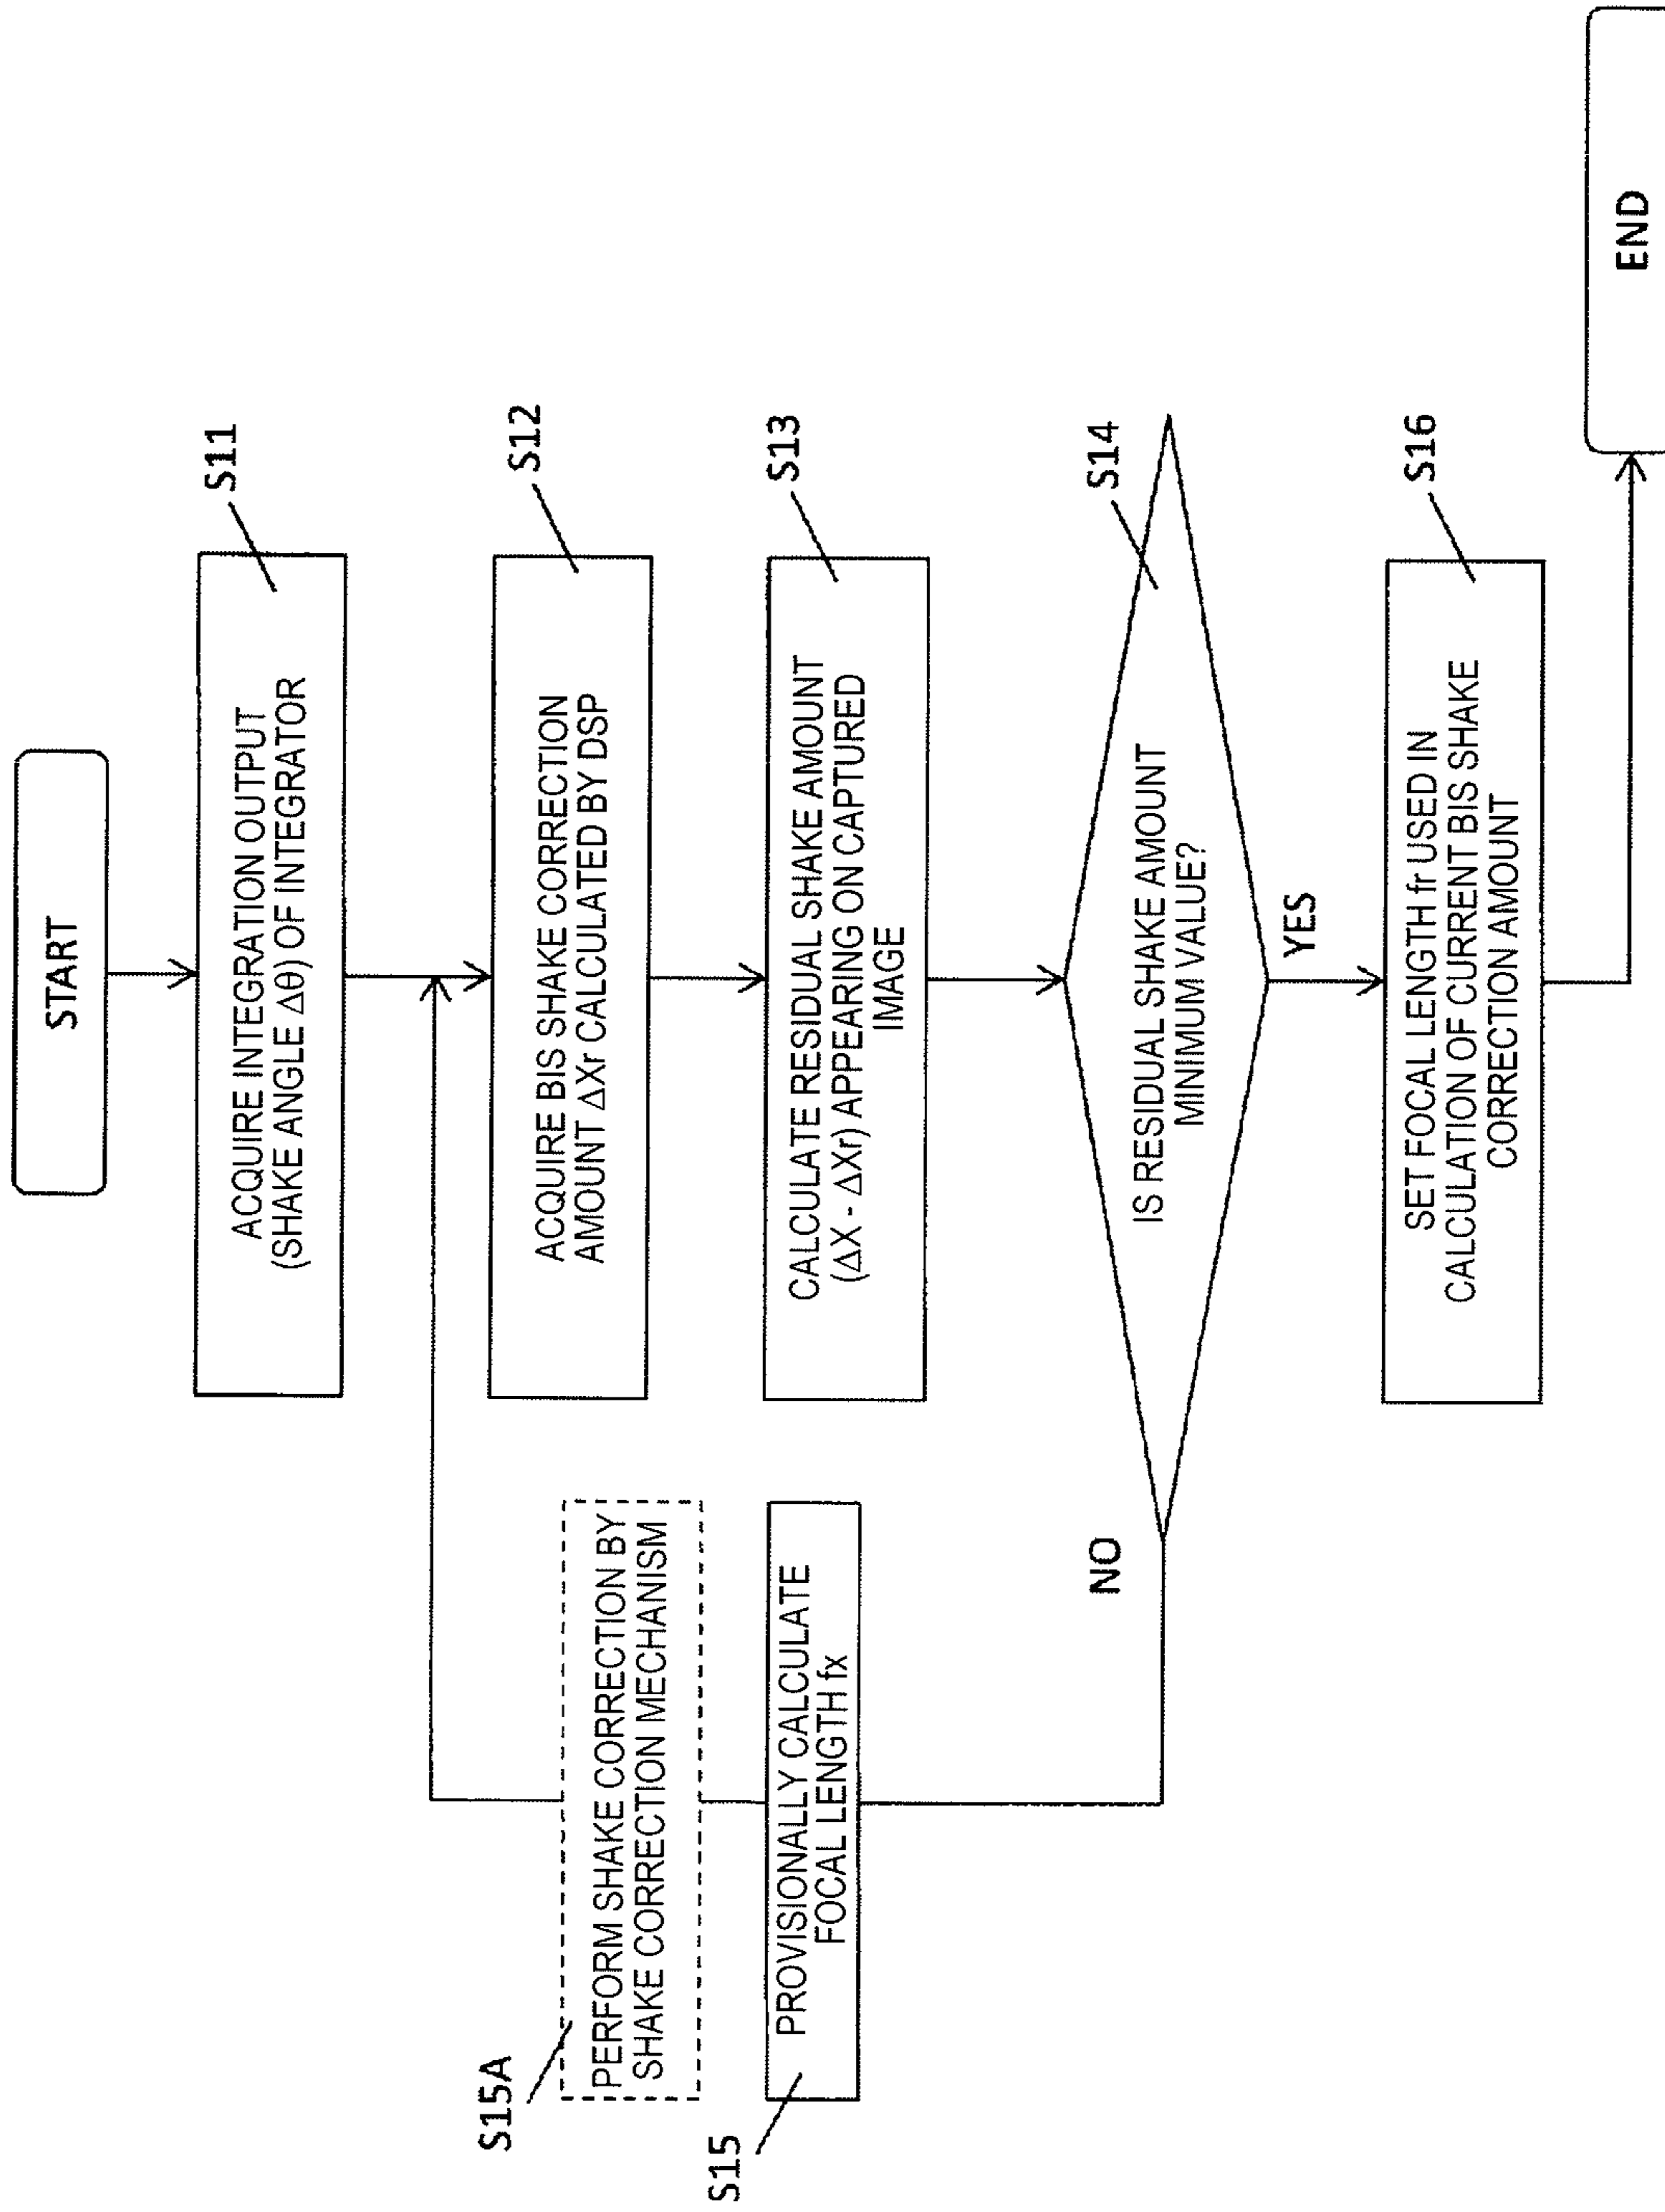 START
S11
ACQUIRE INTEGRATION OUTPUT
(SHAKE ANGLE Δθ) OF INTEGRATOR
S12
ACQUIRE BIS SHAKE CORRECTION
AMOUNT ΔXr CALCULATED BY DSP
S13
CALCULATE RESIDUAL SHAKE AMOUNT
(ΔX - ΔXr) APPEARING ON CAPTURED
IMAGE
S14
IS RESIDUAL SHAKE AMOUNT
MINIMUM VALUE?
NO
YES
S15
PROVISIONALLY CALCULATE
FOCAL LENGTH fx
S15A
PERFORM SHAKE CORRECTION BY
SHAKE CORRECTION MECHANISM
S16
SET FOCAL LENGTH fr USED IN
CALCULATION OF CURRENT BIS SHAKE
CORRECTION AMOUNT
END